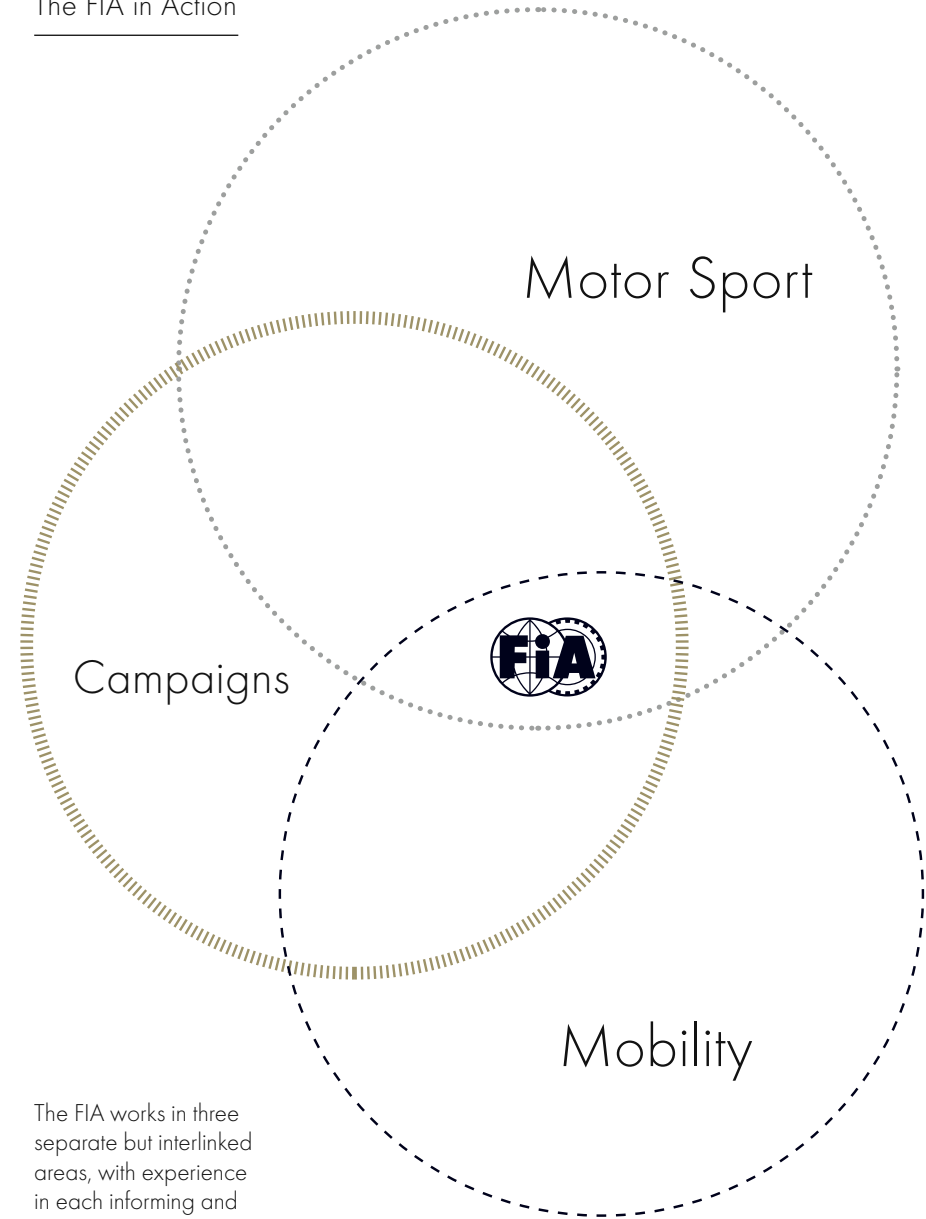 The FIA in Action
Motor Sport
FiA
Campaigns
Mobility
The FIA works in three
separate but interlinked
areas, with experience
in each informing and